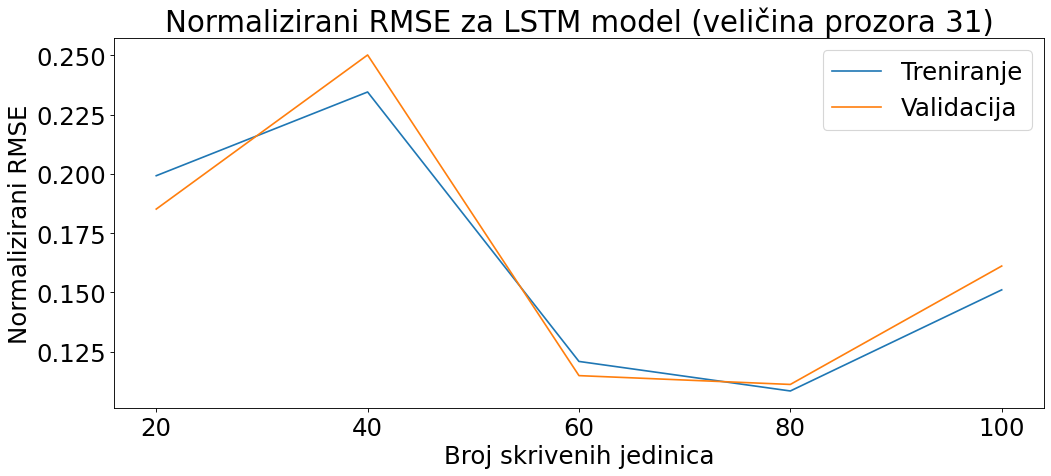 Normalizirani RMSE za LSTM model (veličina prozora 31)
Treniranje
Validacija
Normalizirani RMSE
0.250
0.225
0.200
0.175
0.150
0.125
20 40 60 80 100
Broj skrivenih jedinica